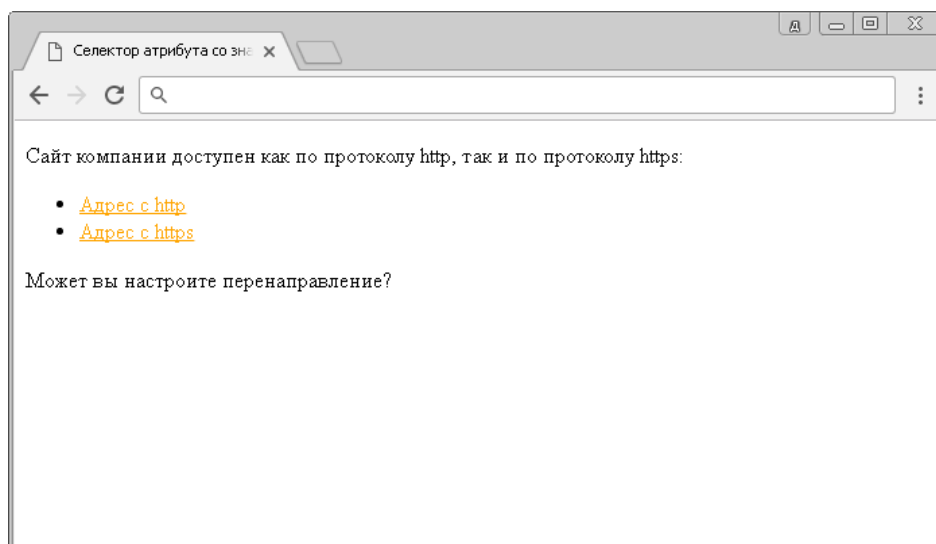 Д
Селектор атрибута со зна
Сайт компании доступен как по протоколу http, так и по протоколу https:
Адрес с http
Адрес с https
Может вы настроите перенаправление?